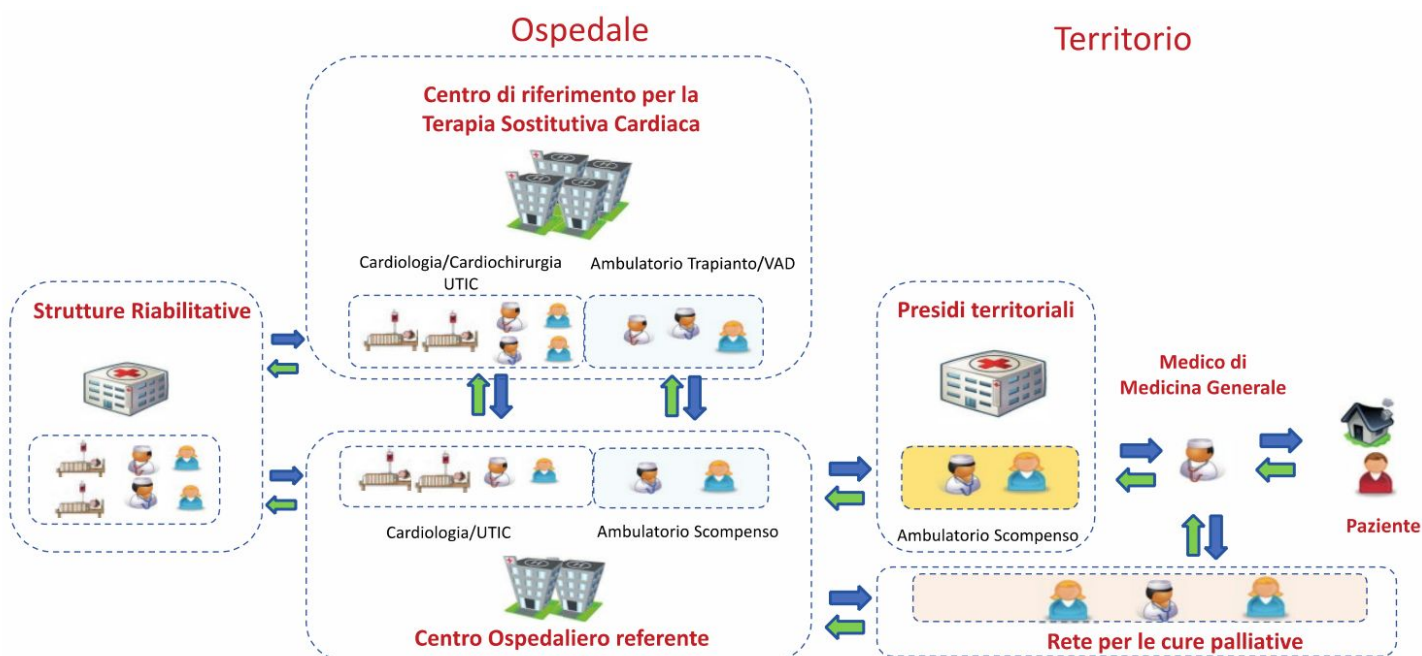 Ospedale
Territorio
Centro di riferimento per la
Terapia Sostitutiva Cardiaca
Cardiologia/Cardiochirurgia
UTIC
Ambulatorio Trapianto/VAD
Strutture Riabilitative
Presidi territoriali
Medico di
Medicina Generale
Cardiologia/UTIC
Ambulatorio Scompenso
Ambulatorio Scompenso
Paziente
Centro Ospedaliero referente
Rete per le cure palliative